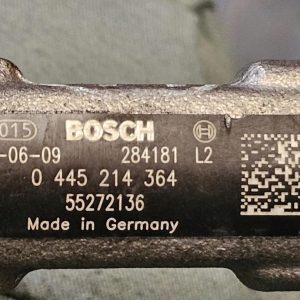 015 BOSCH
-06-09 284181 L2
0 445 214 364
55272136
Made in Germany